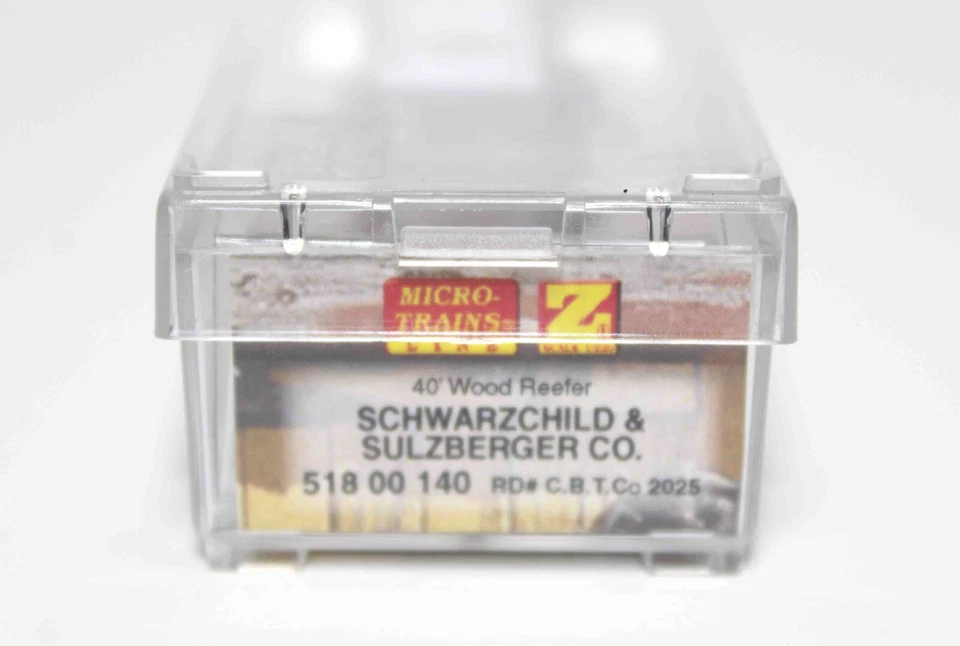 MICRO-
TRAINS®
LINE
Z
40' Wood Reefer
SCHWARZCHILD &
SULZBERGER CO.
518 00 140 RD# C.B.T.Co 2025